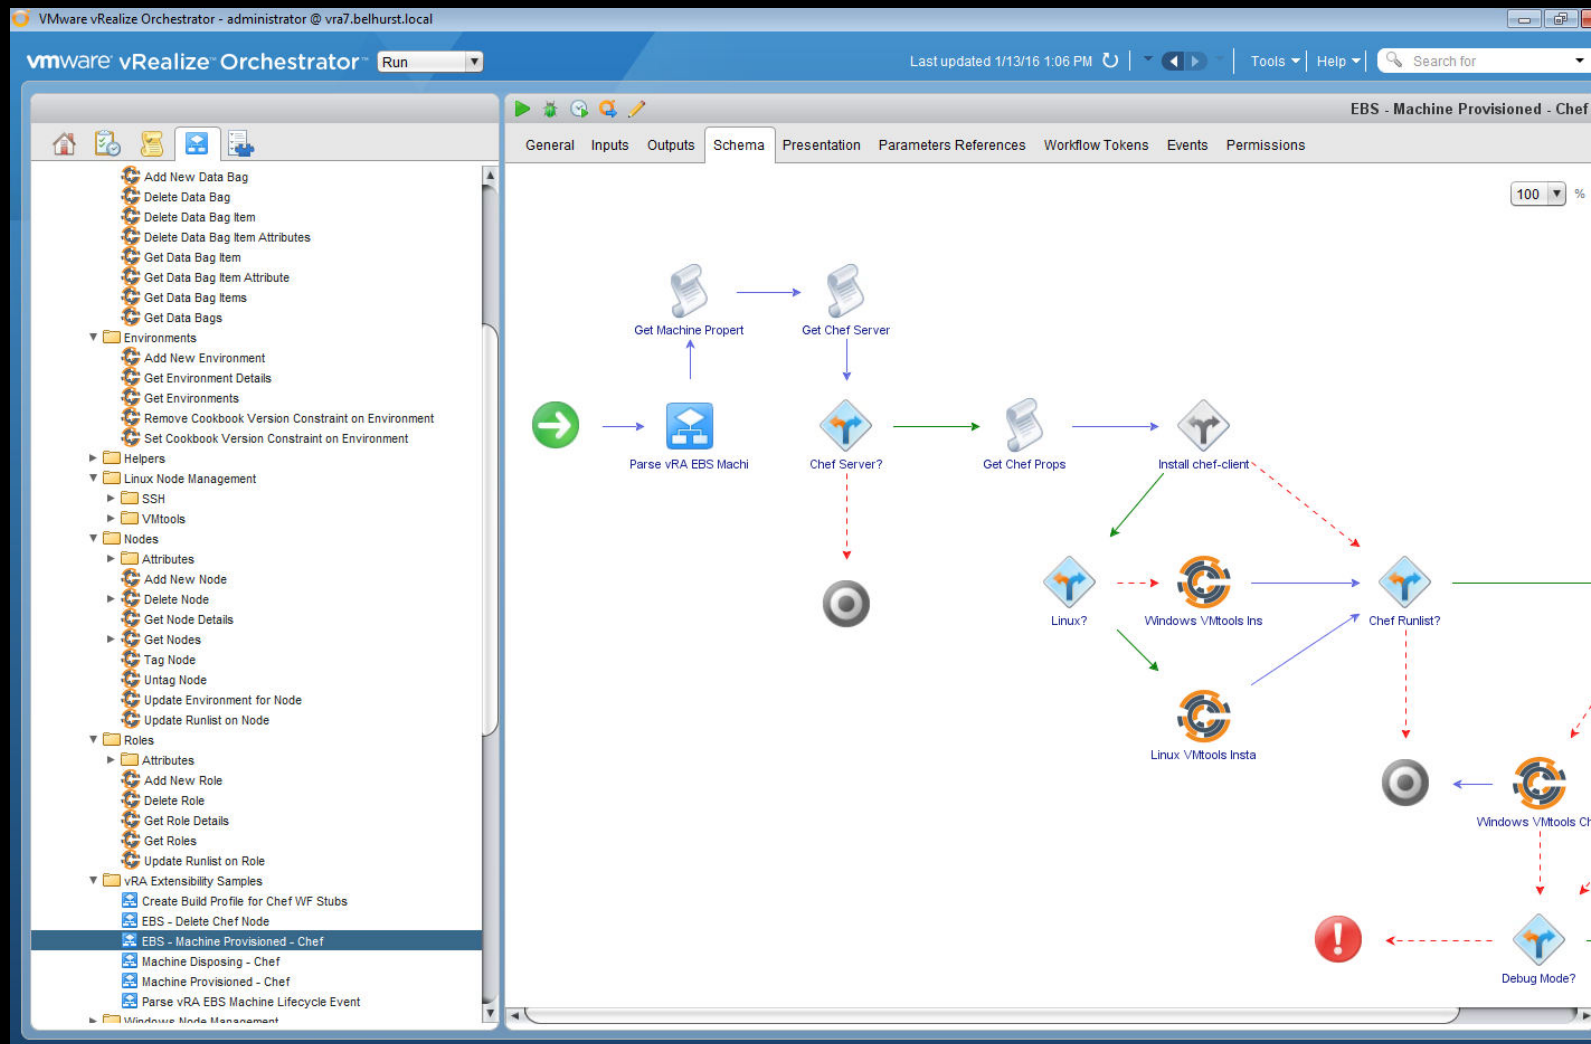 VMware vRealize Orchestrator - administrator @ vra7.belhurst.local
vmware vRealize Orchestrator Run
Last updated 1/13/16 1:06 PM
Tools
Help
Search for
EBS - Machine Provisioned - Chef
General Inputs Outputs Schema Presentation Parameters References Workflow Tokens Events Permissions
100 %
Add New Data Bag
Delete Data Bag
Delete Data Bag Item
Delete Data Bag Item Attributes
Get Data Bag Item
Get Data Bag Item Attribute
Get Data Bag Items
Get Data Bags
Environments
Add New Environment
Get Environment Details
Get Environments
Remove Cookbook Version Constraint on Environment
Set Cookbook Version Constraint on Environment
Helpers
Linux Node Management
SSH
VMtools
Nodes
Attributes
Add New Node
Delete Node
Get Node Details
Get Nodes
Tag Node
Untag Node
Update Environment for Node
Update Runlist on Node
Roles
Attributes
Add New Role
Delete Role
Get Role Details
Get Roles
Update Runlist on Role
vRA Extensibility Samples
Create Build Profile for Chef WF Stubs
EBS - Delete Chef Node
EBS - Machine Provisioned - Chef
Machine Disposing - Chef
Machine Provisioned - Chef
Parse vRA EBS Machine Lifecycle Event
Windows Node Management
Get Machine Propert
Get Chef Server
Parse vRA EBS Machi
Chef Server?
Get Chef Props
Install chef-client
Linux?
Windows VMtools Ins
Chef Runlist?
Linux VMtools Insta
Windows VMtools Ch
Debug Mode?